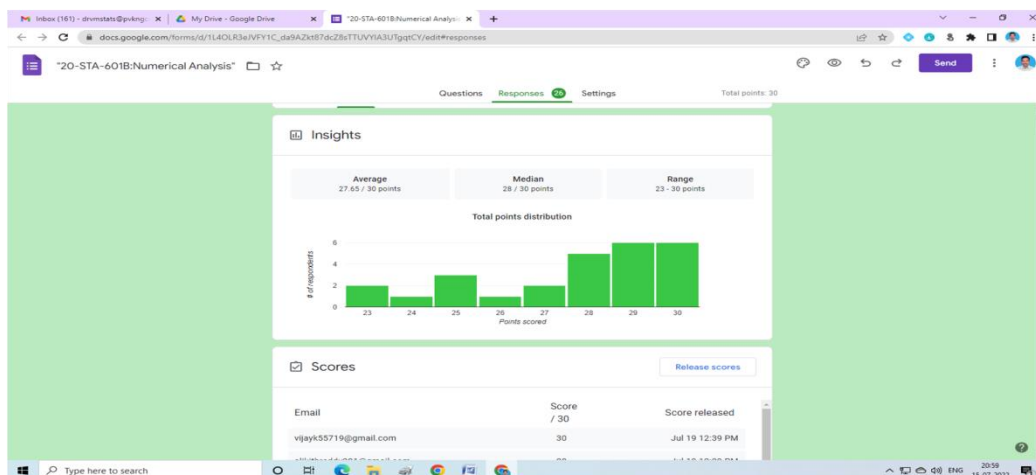 Inbox (161) - drvmstats@pvkng
My Drive - Google Drive
"20-STA-601B:Numerical Analysis
docs.google.com/forms/d/1L4OLR3eJVFY1C_da9AZkt87dcZ8sTTUVYIA3UTgqtCY/edit#responses
"20-STA-601B:Numerical Analysis"
Send
Questions Responses 26 Settings
Total points: 30
Insights
Average Median Range
27.65 / 30 points 28 / 30 points 23 - 30 points
Total points distribution
# of respondents
6
4
2
0
23 24 25 26 27 28 29 30
Points scored
Scores
Release scores
Email Score / 30 Score released
vijayk55719@gmail.com 30 Jul 19 12:39 PM
Type here to search
ENG
20:59
15-07-2022